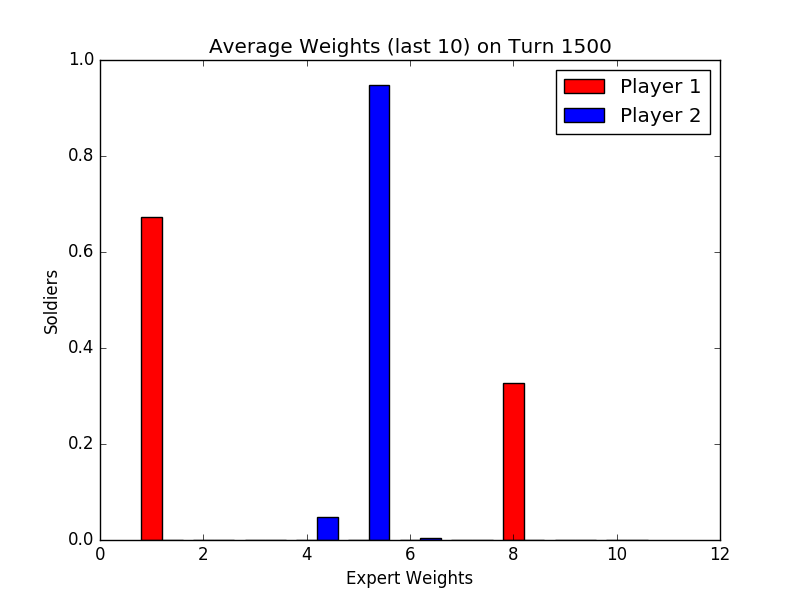 Average Weights (last 10) on Turn 1500
1.0
0.8
0.6
0.4
0.2
0.0
Soldiers
Player 1
Player 2
0 2 4 6 8 10 12
Expert Weights